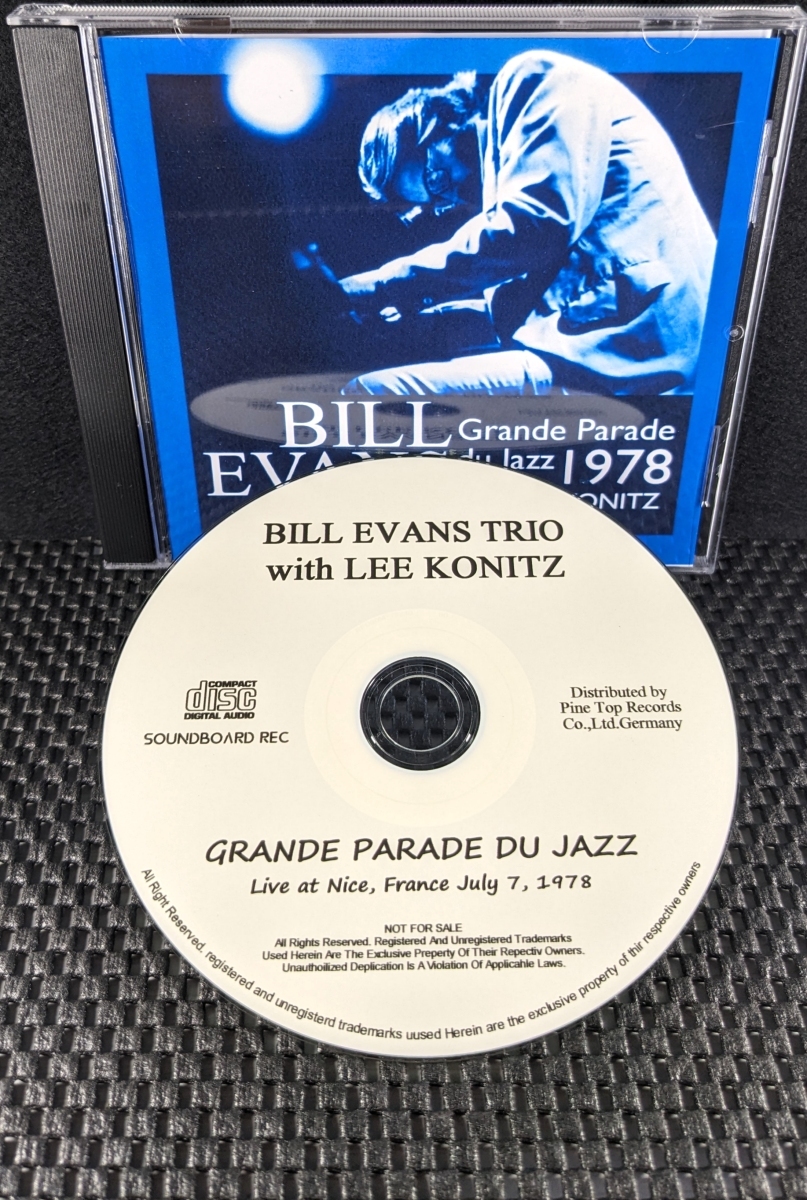 BILL Grande Parade
du Jazz 1978
KONITZ
BILL EVANS TRIO
with LEE KONITZ
COMPACT
disc
DIGITAL AUDIO
SOUNDBOARD REC
Distributed by
Pine Top Records
Co.,Ltd.Germany
GRANDE PARADE DU JAZZ
Live at Nice, France July 7, 1978
NOT FOR SALE
All Rights Reserved. Registered And Unregistered Trademarks
Used Herein Are The Exclusive Preperty Of Their Repectiv Owners.
Unauthoilized Deplication Is A Violation Of Applicahle Laws.
All Right Reserved. registered and unregisterd trademarks uused Herein are the exclusive property of thir respective owners